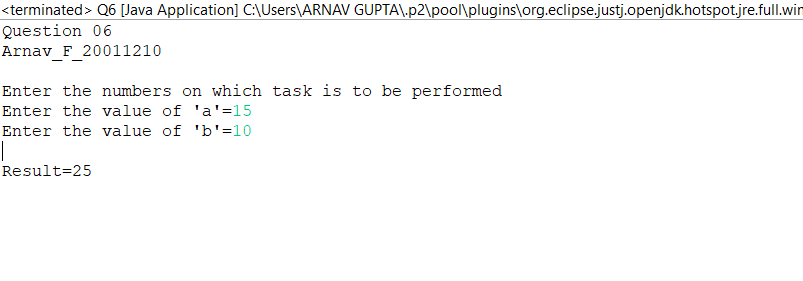 <terminated> Q6 [Java Application] C:\Users\ARNAV GUPTA\.p2\pool\plugins\org.eclipse.justj.openjdk.hotspot.jre.full.win
Question 06
Arnav_F_20011210
Enter the numbers on which task is to be performed
Enter the value of 'a'=15
Enter the value of 'b'=10
Result=25